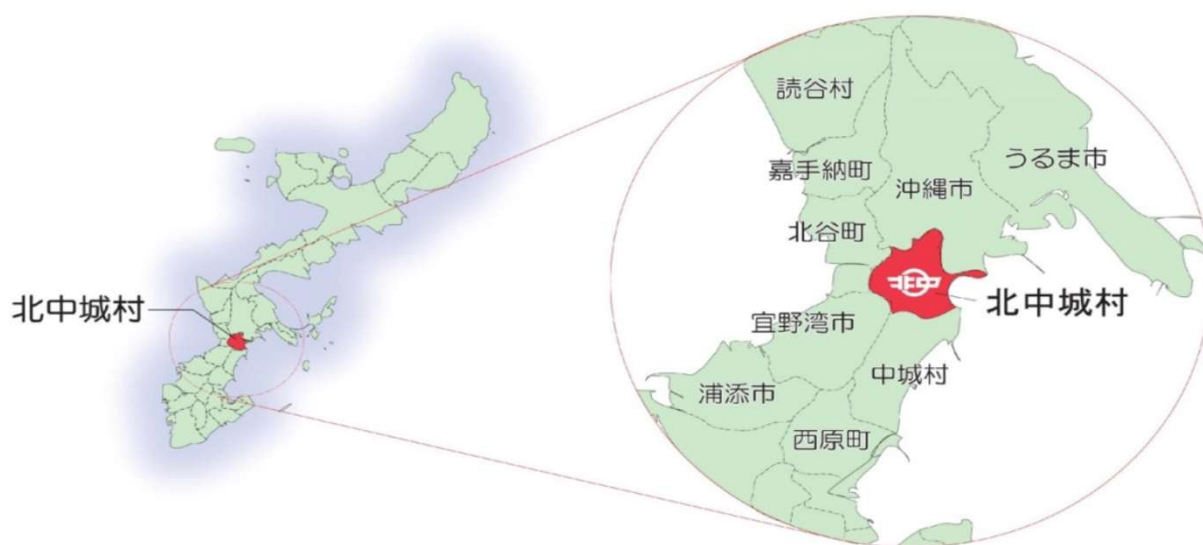 北中城村
読谷村
嘉手納町
沖縄市
うるま市
北谷町
北中
北中城村
宜野湾市
中城村
浦添市
西原町